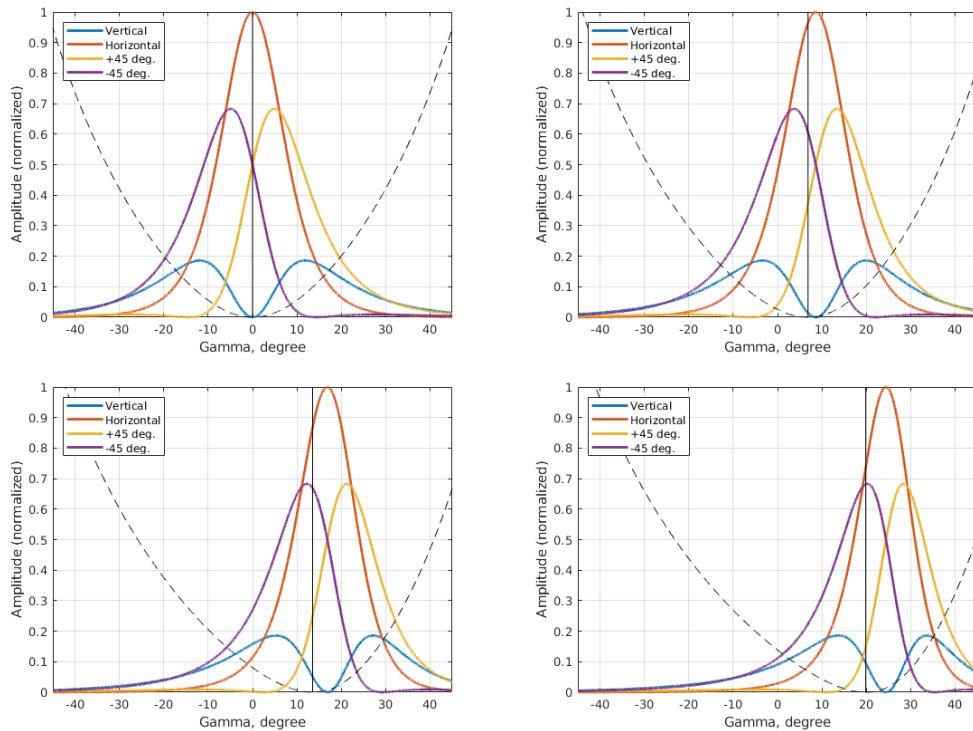 1
0.9
0.8
0.7
0.6
0.5
0.4
0.3
0.2
0.1
0
Amplitude (normalized)
Vertical
Horizontal
+45 deg.
-45 deg.
-40 -30 -20 -10 0 10 20 30 40
Gamma, degree
1
0.9
0.8
0.7
0.6
0.5
0.4
0.3
0.2
0.1
0
Amplitude (normalized)
Vertical
Horizontal
+45 deg.
-45 deg.
-40 -30 -20 -10 0 10 20 30 40
Gamma, degree
1
0.9
0.8
0.7
0.6
0.5
0.4
0.3
0.2
0.1
0
Amplitude (normalized)
Vertical
Horizontal
+45 deg.
-45 deg.
-40 -30 -20 -10 0 10 20 30 40
Gamma, degree
1
0.9
0.8
0.7
0.6
0.5
0.4
0.3
0.2
0.1
0
Amplitude (normalized)
Vertical
Horizontal
+45 deg.
-45 deg.
-40 -30 -20 -10 0 10 20 30 40
Gamma, degree